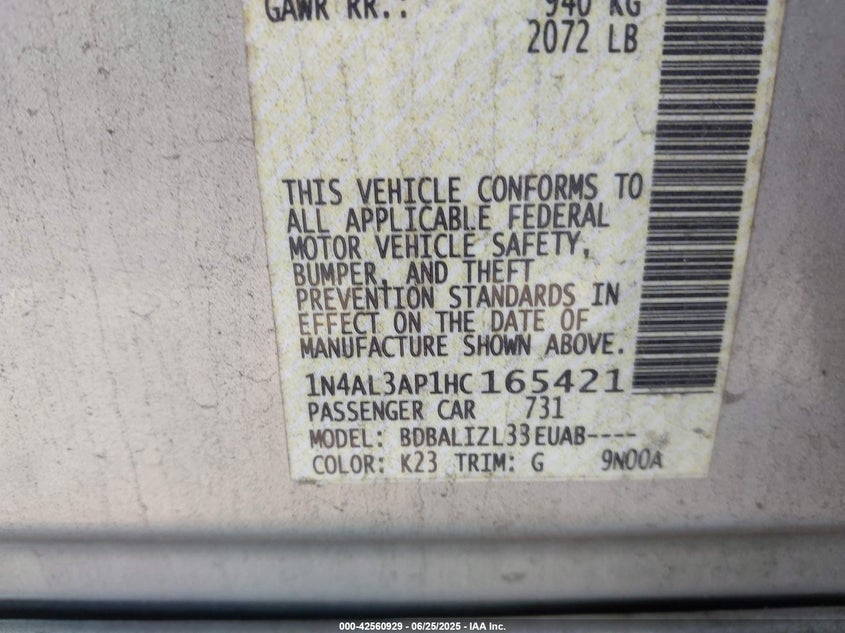 GAWR RR.: 940 KG
2072 LB
THIS VEHICLE CONFORMS TO
ALL APPLICABLE FEDERAL
MOTOR VEHICLE SAFETY,
BUMPER, AND THEFT
PREVENTION STANDARDS IN
EFFECT ON THE DATE OF
MANUFACTURE SHOWN ABOVE.
1N4AL3AP1HC165421
PASSENGER CAR 731
MODEL: BDBALIZL33EUAB----
COLOR: K23 TRIM: G 9N00A
000-42560929 - 06/25/2025 - IAA Inc.